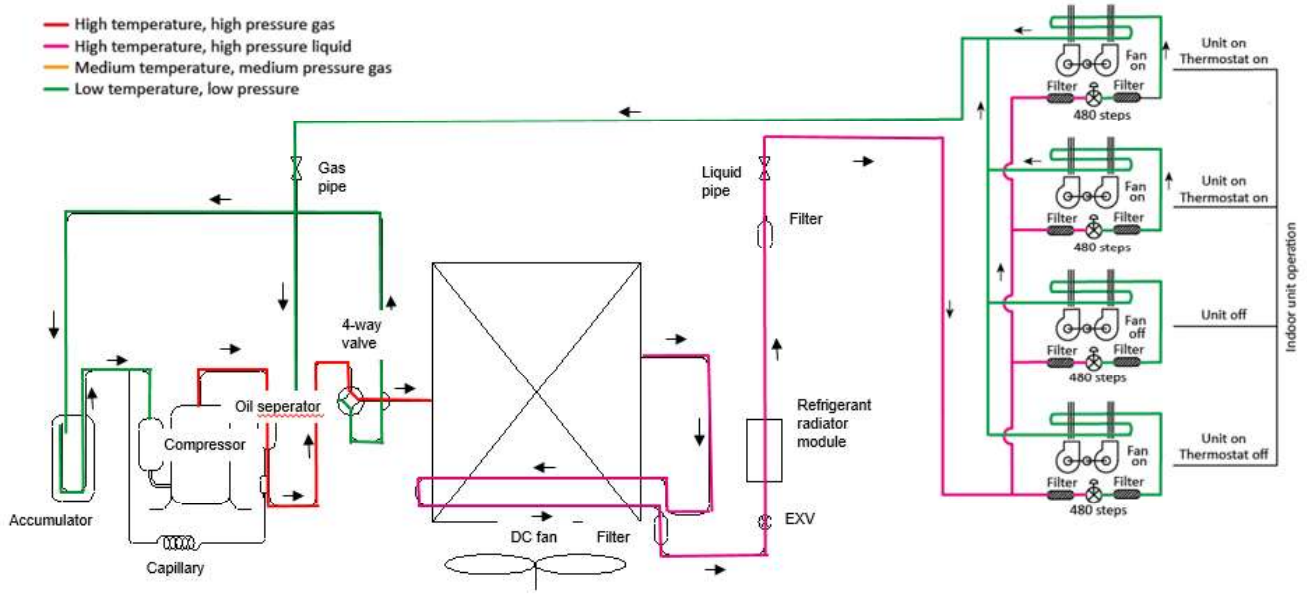 High temperature, high pressure gas
High temperature, high pressure liquid
Medium temperature, medium pressure gas
Low temperature, low pressure
Gas
pipe
Liquid
pipe
Filter
4-way
valve
Oil seperator
Compressor
Accumulator
Capillary
DC fan
Filter
EXV
Refrigerant
radiator
module
Fan
on
Filter
Filter
480 steps
Unit on
Thermostat on
Fan
on
Filter
Filter
480 steps
Unit on
Thermostat on
Fan
off
Filter
Filter
480 steps
Unit off
Fan
on
Filter
Filter
480 steps
Unit on
Thermostat off
Indoor unit operation